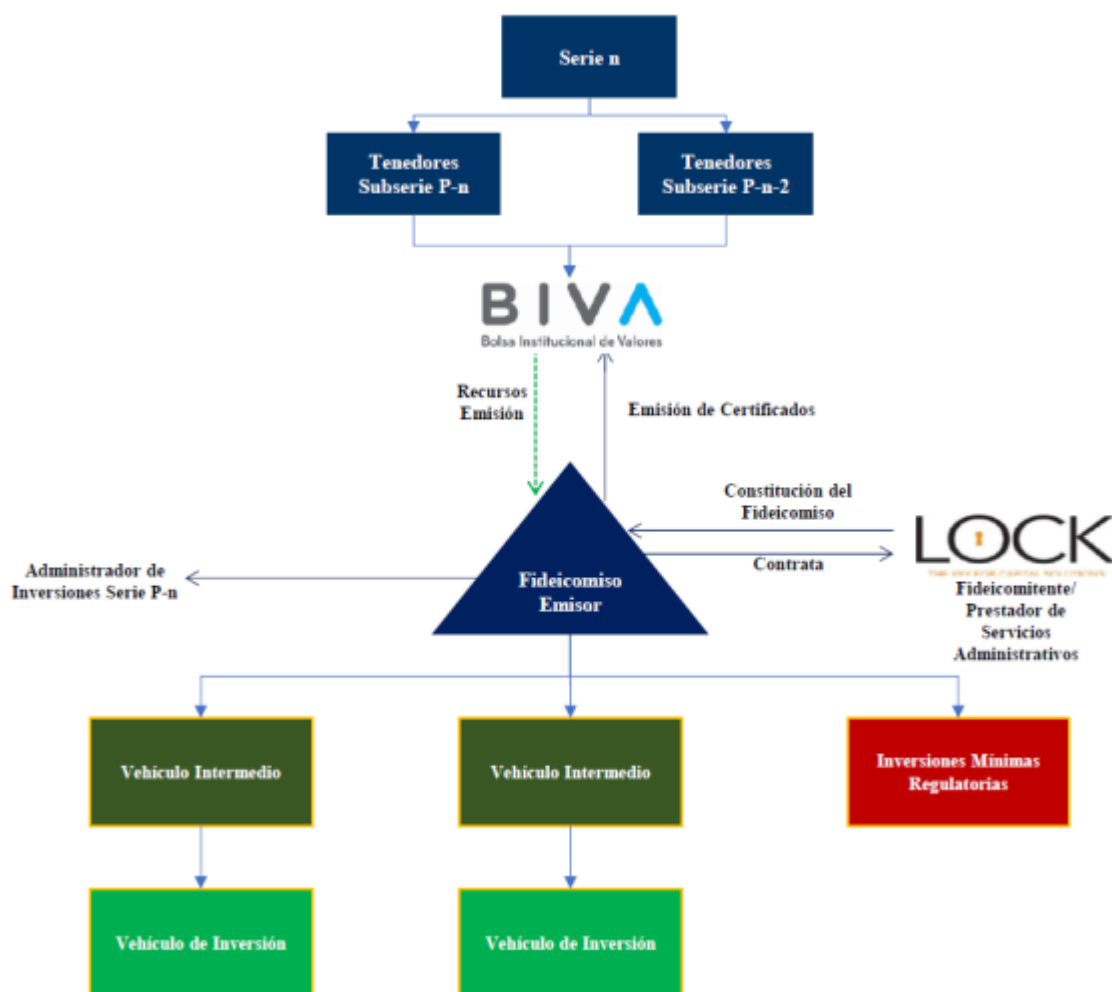 Serie n
Tenedores
Subserie P-n
Tenedores
Subserie P-n-2
BIVA
Bolsa Institucional de Valores
Recursos
Emisión
Emisión de Certificados
Constitución del
Fideicomiso
LOCK
Contrata
Fideicomitente/
Prestador de
Servicios
Administrativos
Administrador de
Inversiones Serie P-n
Fideicomiso
Emisor
Vehículo Intermedio
Vehículo Intermedio
Inversiones Mínimas
Regulatorias
Vehículo de Inversión
Vehículo de Inversión